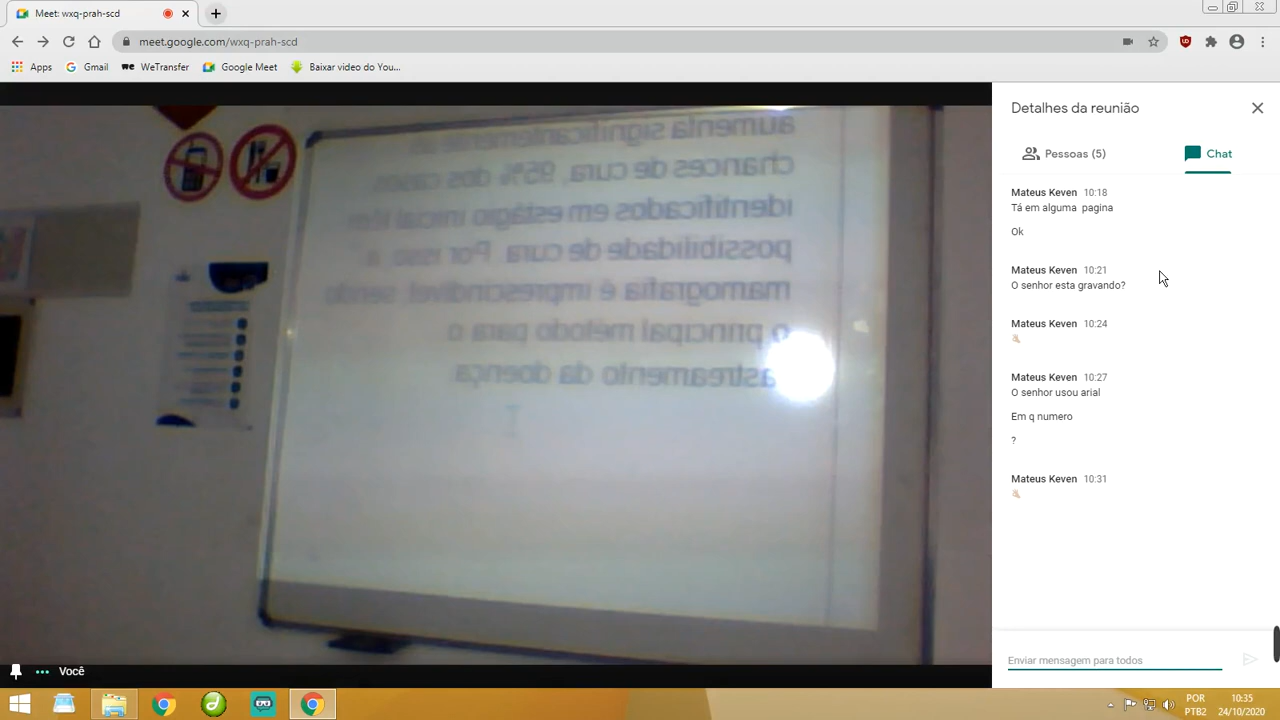 Meet: wxq-prah-scd
meet.google.com/wxq-prah-scd
Apps
Gmail
we WeTransfer
Google Meet
Baixar video do You...
aumenta significantemente as
chances de cura, 95% dos casos
identificados em estágio inicial têm
possibilidade de cura. Por isso a
mamografia é imprescindível, sendo
o principal método para o
rastreamento da doença
Você
Detalhes da reunião
Pessoas (5)
Chat
Mateus Keven 10:18
Tá em alguma pagina
Ok
Mateus Keven 10:21
O senhor esta gravando?
Mateus Keven 10:24
Mateus Keven 10:27
O senhor usou arial
Em q numero
?
Mateus Keven 10:31
Enviar mensagem para todos
POR
PTB2
10:35
24/10/2020